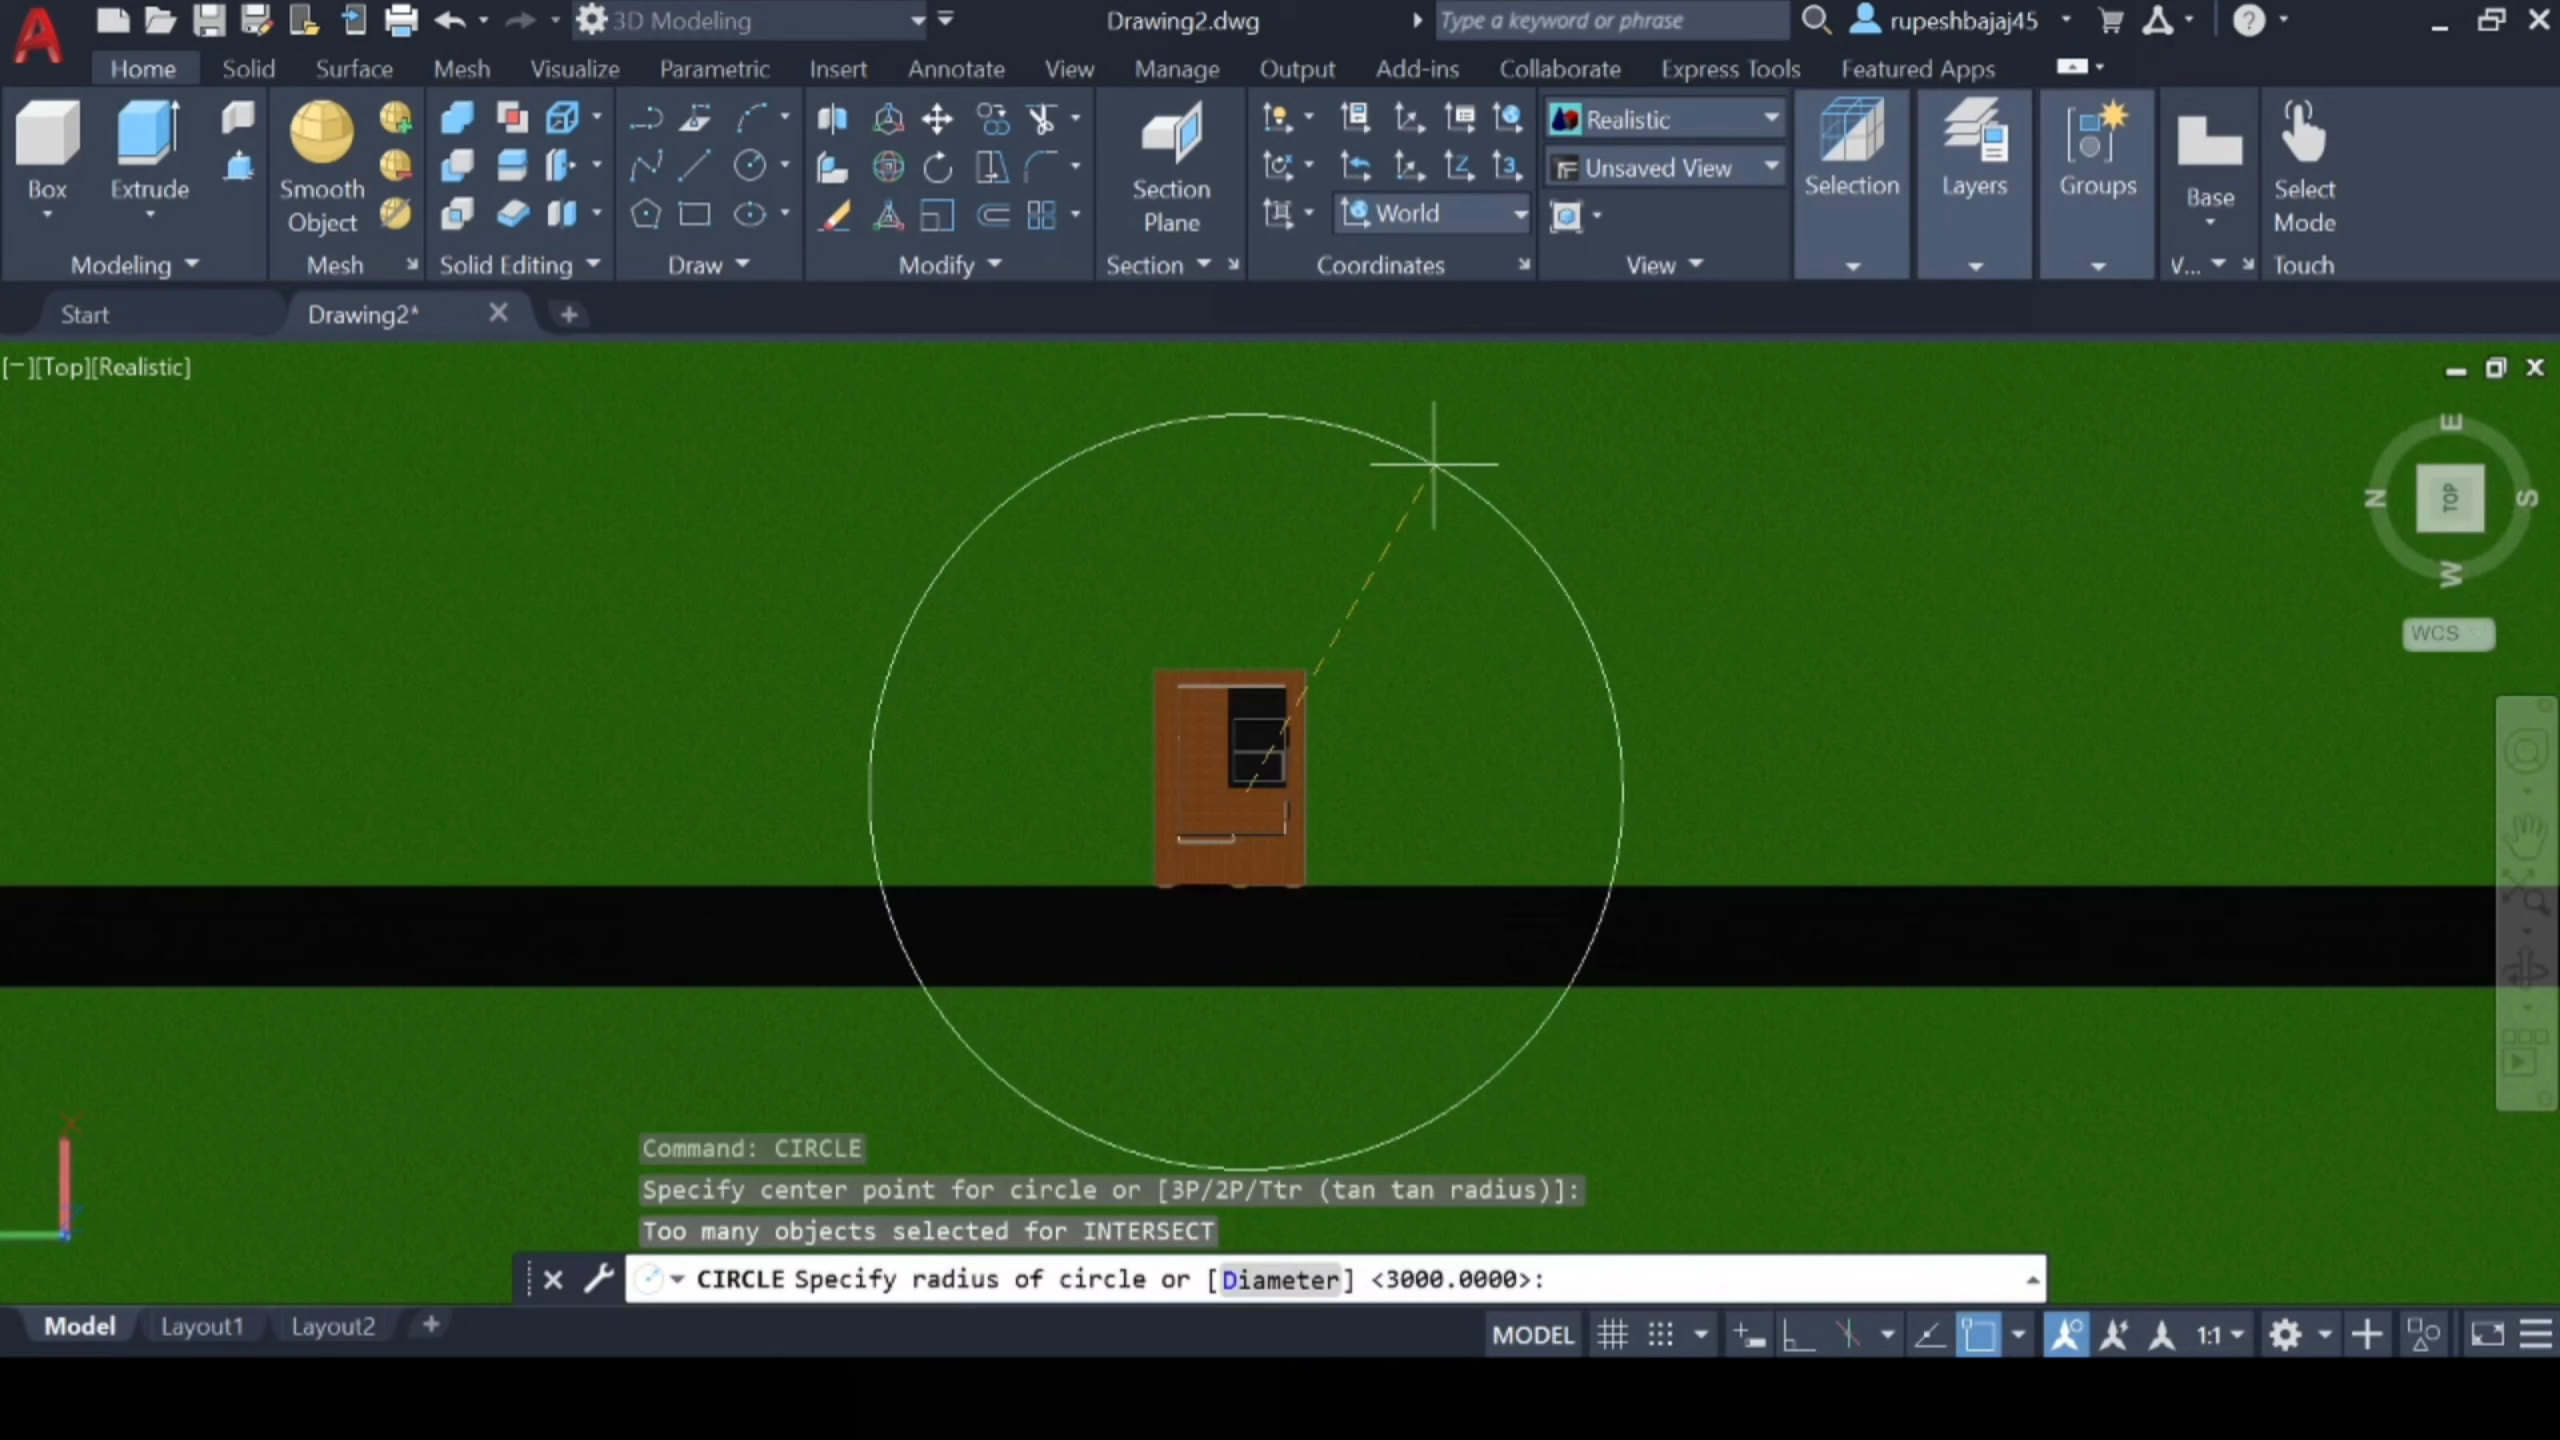 3D Modeling
Drawing2.dwg
Type a keyword or phrase
rupeshbajaj45
Home Solid Surface Mesh Visualize Parametric Insert Annotate View Manage Output Add-ins Collaborate Express Tools Featured Apps
Box
Extrude
Smooth
Object
Section
Plane
Realistic
Unsaved View
World
Selection
Layers
Groups
Base
Select
Mode
Modeling
Mesh
Solid Editing
Draw
Modify
Section
Coordinates
View
V...
Touch
Start
Drawing2*
[−][Top][Realistic]
E
N
TOP
S
W
WCS
X
Command: CIRCLE
Specify center point for circle or [3P/2P/Ttr (tan tan radius)]:
Too many objects selected for INTERSECT
CIRCLE Specify radius of circle or [Diameter] <3000.0000>:
Model Layout1 Layout2
MODEL
1:1